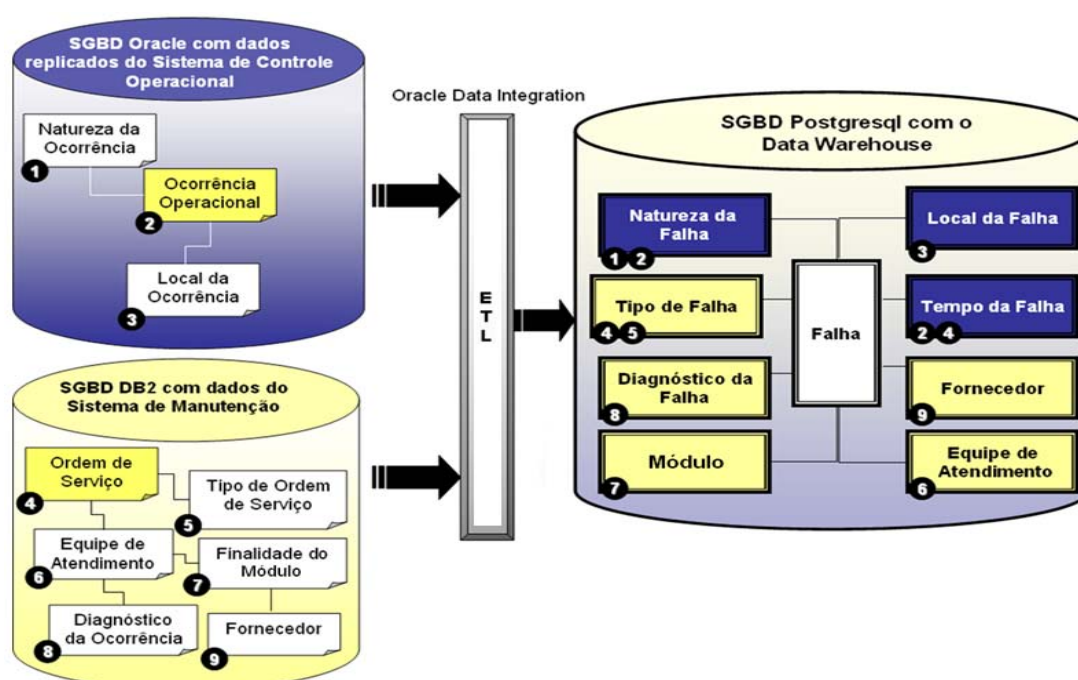 SGBD Oracle com dados
replicados do Sistema de Controle
Operacional
Natureza da
Ocorrência
1
Ocorrência
Operacional
2
Local da
Ocorrência
3
SGBD DB2 com dados do
Sistema de Manutenção
Ordem de
Serviço
4
Tipo de Ordem
de Serviço
5
Equipe de
Atendimento
6
Finalidade do
Módulo
7
Diagnóstico
da Ocorrência
8
Fornecedor
9
Oracle Data Integration
E
T
L
SGBD Postgresql com o
Data Warehouse
Natureza da
Falha
1 2
Local da Falha
3
Tipo de Falha
4 5
Falha
Tempo da Falha
2 4
Diagnóstico da
Falha
8
Fornecedor
9
Módulo
7
Equipe de
Atendimento
6